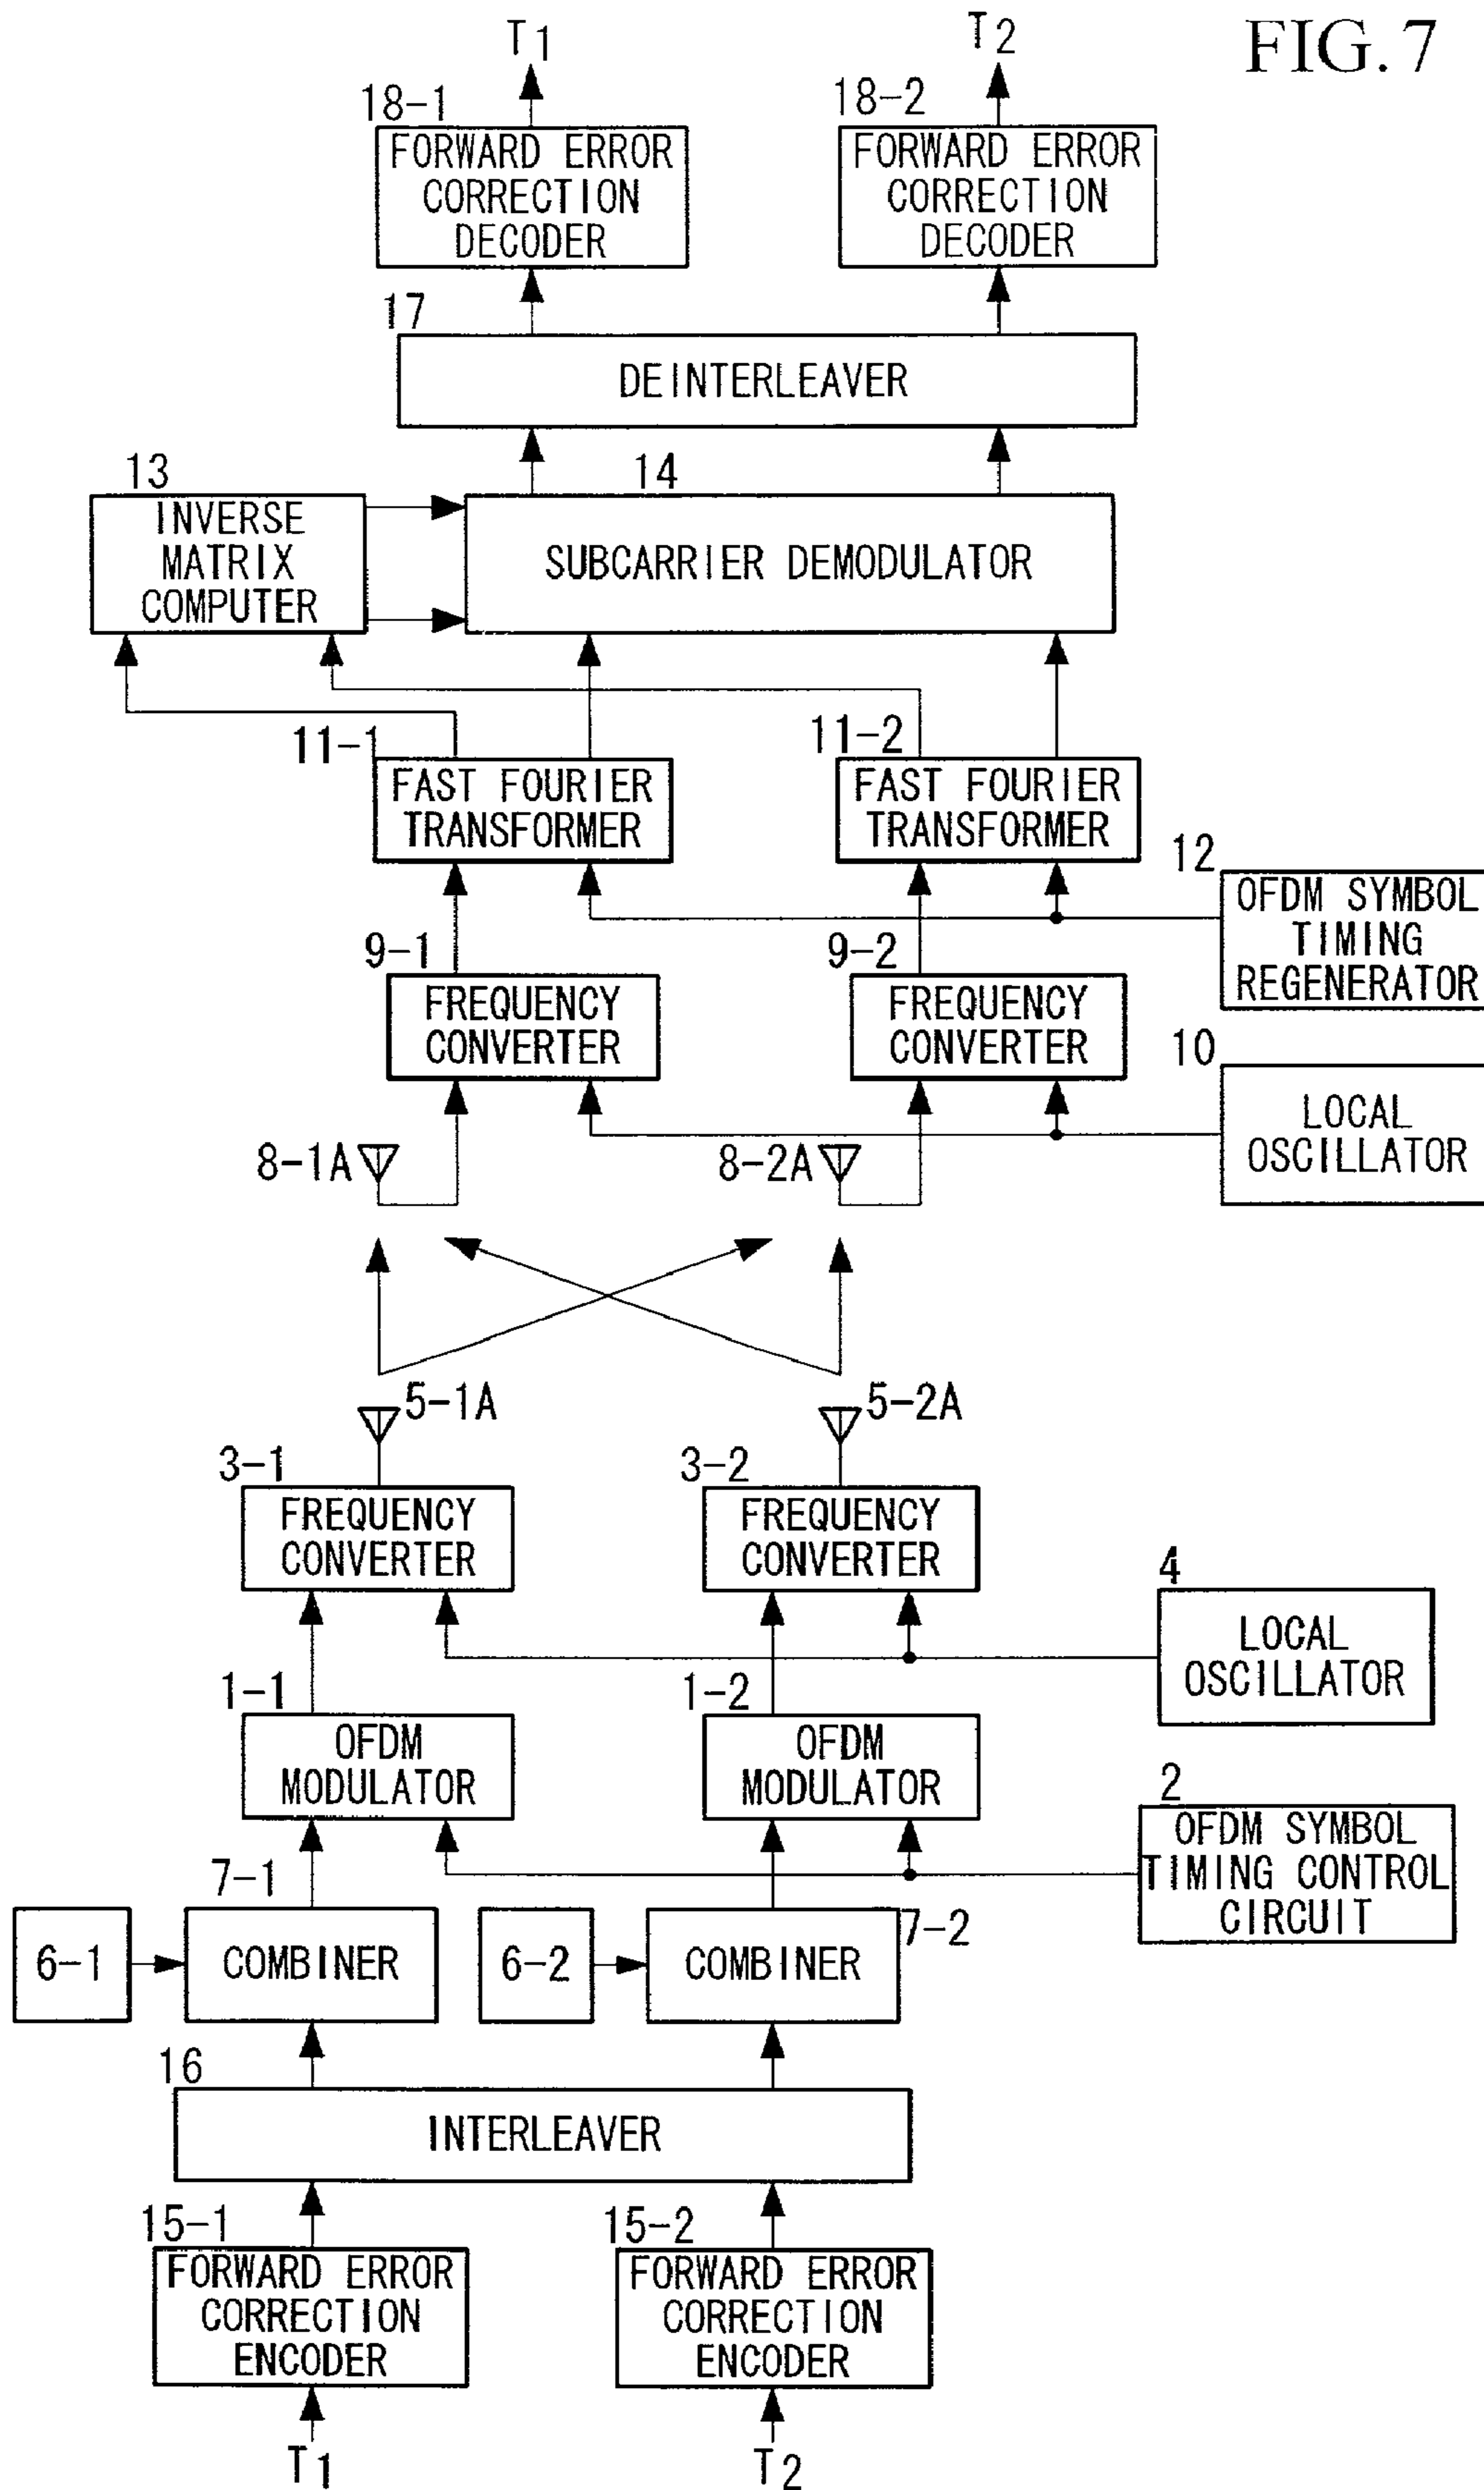 FIG. 7
T1
T2
18-1
18-2
FORWARD ERROR
CORRECTION
DECODER
FORWARD ERROR
CORRECTION
DECODER
17
DEINTERLEAVER
13
14
INVERSE
MATRIX
COMPUTER
SUBCARRIER DEMODULATOR
11-1
11-2
FAST FOURIER
TRANSFORMER
FAST FOURIER
TRANSFORMER
12
OFDM SYMBOL
TIMING
REGENERATOR
9-1
9-2
FREQUENCY
CONVERTER
FREQUENCY
CONVERTER
10
LOCAL
OSCILLATOR
8-1A
8-2A
5-1A
5-2A
3-1
3-2
FREQUENCY
CONVERTER
FREQUENCY
CONVERTER
4
LOCAL
OSCILLATOR
1-1
1-2
OFDM
MODULATOR
OFDM
MODULATOR
2
OFDM SYMBOL
TIMING CONTROL
CIRCUIT
7-1
7-2
6-1
COMBINER
6-2
COMBINER
16
INTERLEAVER
15-1
15-2
FORWARD ERROR
CORRECTION
ENCODER
FORWARD ERROR
CORRECTION
ENCODER
T1
T2